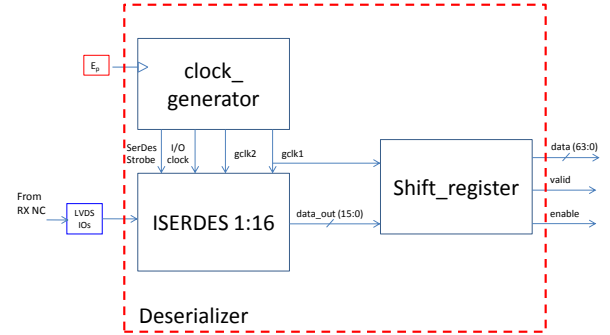 Ep
clock_
generator
SerDes
Strobe
I/O
clock
gclk2
gclk1
data (63:0)
valid
enable
Shift_register
From
RX NC
LVDS
IOs
ISERDES 1:16
data_out (15:0)
Deserializer